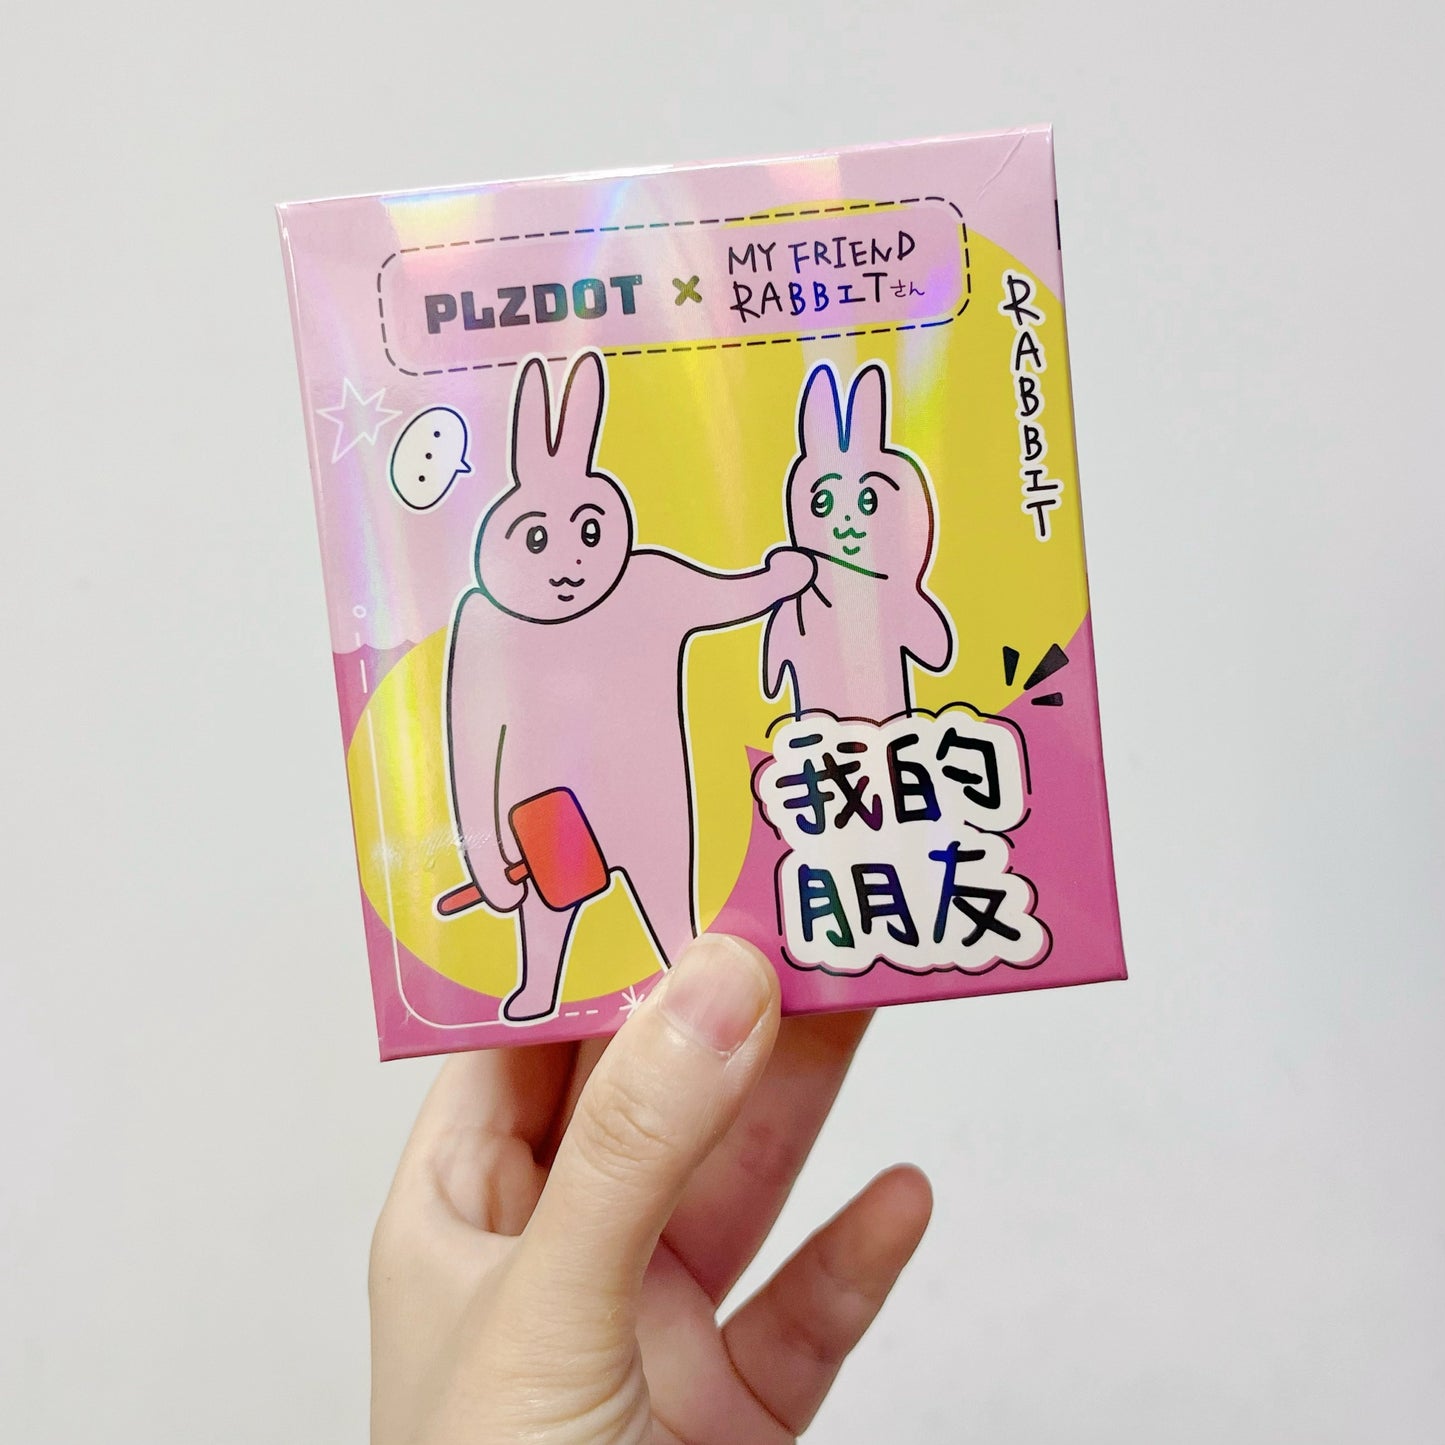 PLZDOT × MY FRIEND
RABBITさん
RABBIT
...
我的
朋友